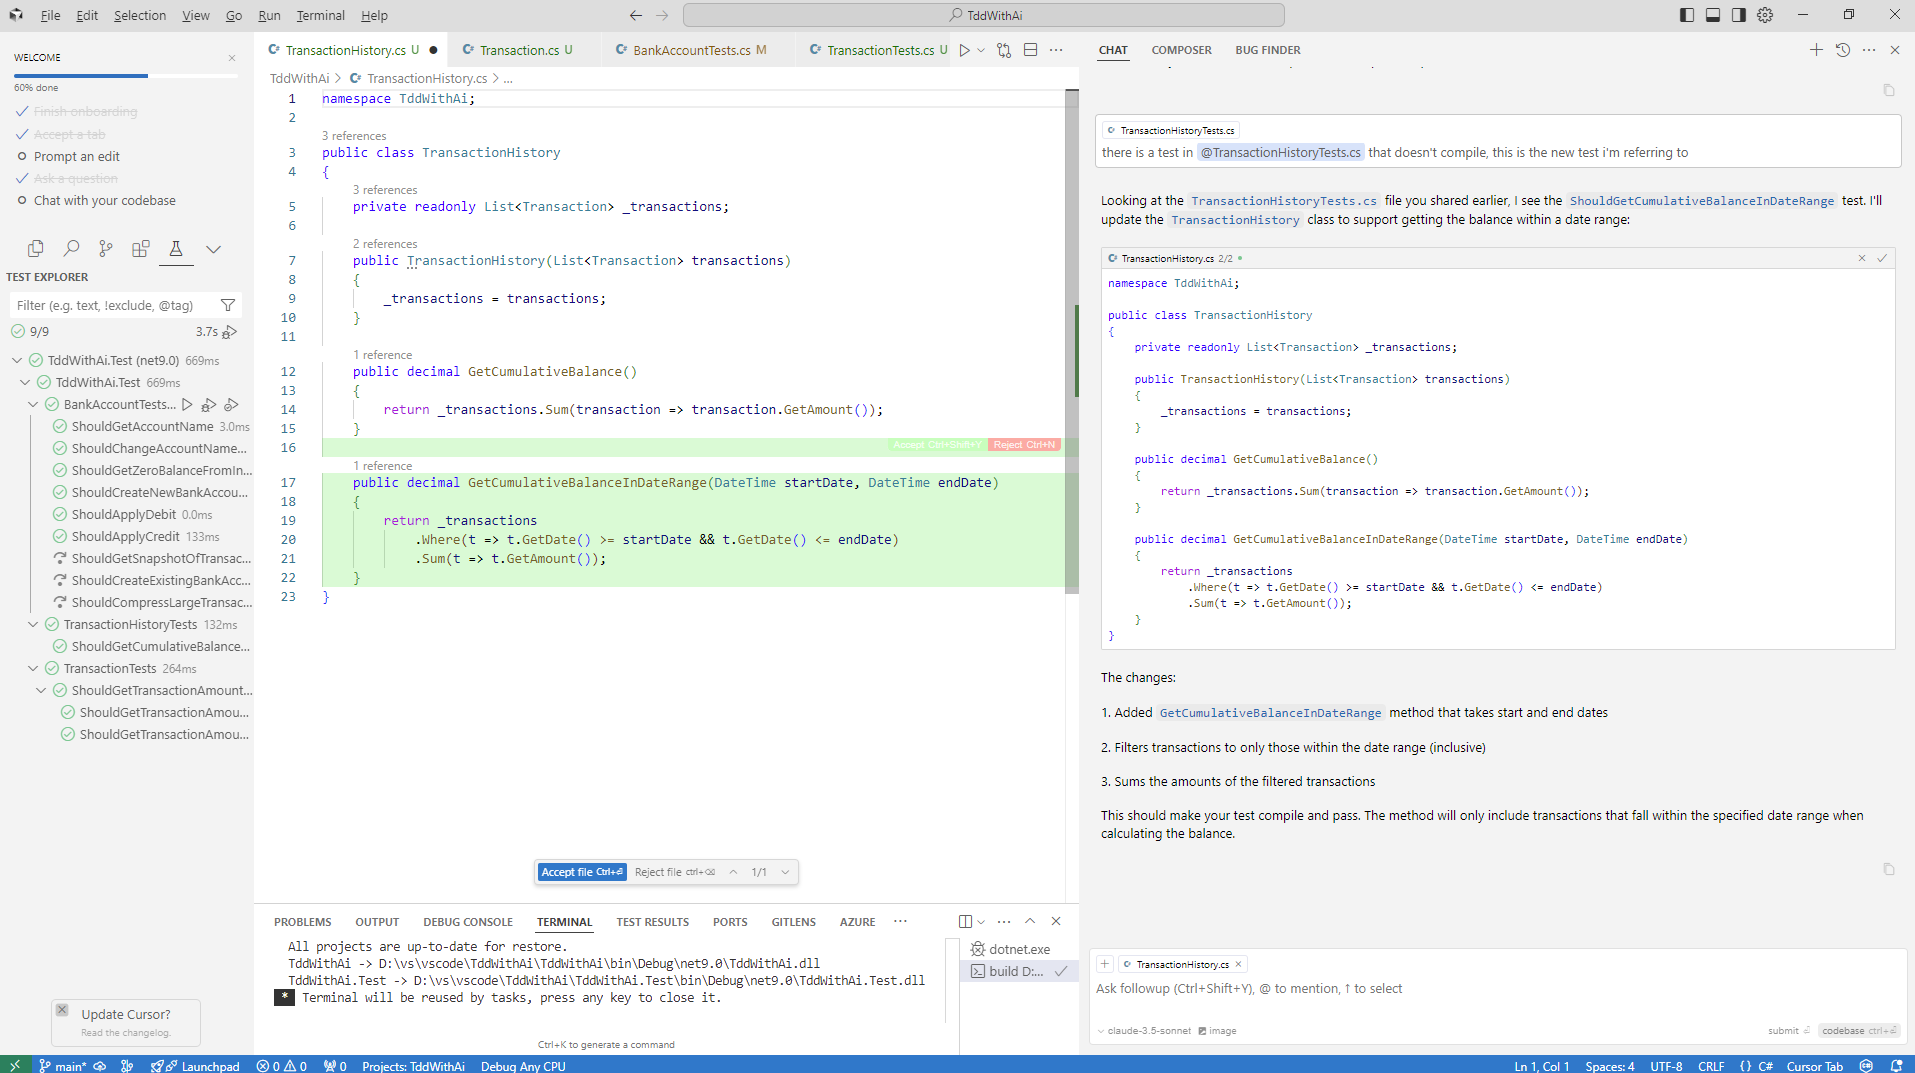 File Edit Selection View Go Run Terminal Help
TddWithAi
WELCOME
60% done
Finish onboarding
Accept a tab
Prompt an edit
Ask a question
Chat with your codebase
TEST EXPLORER
Filter (e.g. text, !exclude, @tag)
9/9 3.7s
TddWithAi.Test (net9.0) 669ms
TddWithAi.Test 669ms
BankAccountTests...
ShouldGetAccountName 3.0ms
ShouldChangeAccountName...
ShouldGetZeroBalanceFromIn...
ShouldCreateNewBankAccou...
ShouldApplyDebit 0.0ms
ShouldApplyCredit 133ms
ShouldGetSnapshotOfTransac...
ShouldCreateExistingBankAcc...
ShouldCompressLargeTransac...
TransactionHistoryTests 132ms
ShouldGetCumulativeBalance...
TransactionTests 264ms
ShouldGetTransactionAmount...
ShouldGetTransactionAmou...
ShouldGetTransactionAmou...
Update Cursor?
Read the changelog.
TransactionHistory.cs U Transaction.cs U BankAccountTests.cs M TransactionTests.cs U
TddWithAi > TransactionHistory.cs > ...
1 namespace TddWithAi;
2
3 references
3 public class TransactionHistory
4 {
3 references
5 private readonly List<Transaction> _transactions;
6
2 references
7 public TransactionHistory(List<Transaction> transactions)
8 {
9 _transactions = transactions;
10 }
11
1 reference
12 public decimal GetCumulativeBalance()
13 {
14 return _transactions.Sum(transaction => transaction.GetAmount());
15 }
16 Accept Ctrl+Shift+Y Reject Ctrl+N
1 reference
17 public decimal GetCumulativeBalanceInDateRange(DateTime startDate, DateTime endDate)
18 {
19 return _transactions
20 .Where(t => t.GetDate() >= startDate && t.GetDate() <= endDate)
21 .Sum(t => t.GetAmount());
22 }
23 }
Accept file Ctrl+⏎ Reject file ctrl+⌫ 1/1
PROBLEMS OUTPUT DEBUG CONSOLE TERMINAL TEST RESULTS PORTS GITLENS AZURE ...
All projects are up-to-date for restore.
TddWithAi -> D:\vs\vscode\TddWithAi\TddWithAi\bin\Debug\net9.0\TddWithAi.dll
TddWithAi.Test -> D:\vs\vscode\TddWithAi\TddWithAi.Test\bin\Debug\net9.0\TddWithAi.Test.dll
* Terminal will be reused by tasks, press any key to close it.
Ctrl+K to generate a command
dotnet.exe
build D:...
CHAT COMPOSER BUG FINDER
TransactionHistoryTests.cs
there is a test in @TransactionHistoryTests.cs that doesn't compile, this is the new test i'm referring to
Looking at the TransactionHistoryTests.cs file you shared earlier, I see the ShouldGetCumulativeBalanceInDateRange test. I'll
update the TransactionHistory class to support getting the balance within a date range:
TransactionHistory.cs 2/2
namespace TddWithAi;
public class TransactionHistory
{
private readonly List<Transaction> _transactions;
public TransactionHistory(List<Transaction> transactions)
{
_transactions = transactions;
}
public decimal GetCumulativeBalance()
{
return _transactions.Sum(transaction => transaction.GetAmount());
}
public decimal GetCumulativeBalanceInDateRange(DateTime startDate, DateTime endDate)
{
return _transactions
.Where(t => t.GetDate() >= startDate && t.GetDate() <= endDate)
.Sum(t => t.GetAmount());
}
}
The changes:
1. Added GetCumulativeBalanceInDateRange method that takes start and end dates
2. Filters transactions to only those within the date range (inclusive)
3. Sums the amounts of the filtered transactions
This should make your test compile and pass. The method will only include transactions that fall within the specified date range when
calculating the balance.
+ TransactionHistory.cs ×
Ask followup (Ctrl+Shift+Y), @ to mention, ↑ to select
claude-3.5-sonnet image submit ⏎ codebase ctrl+⏎
main* Launchpad 0 0 0 Projects: TddWithAi Debug Any CPU Ln 1, Col 1 Spaces: 4 UTF-8 CRLF {} C# Cursor Tab